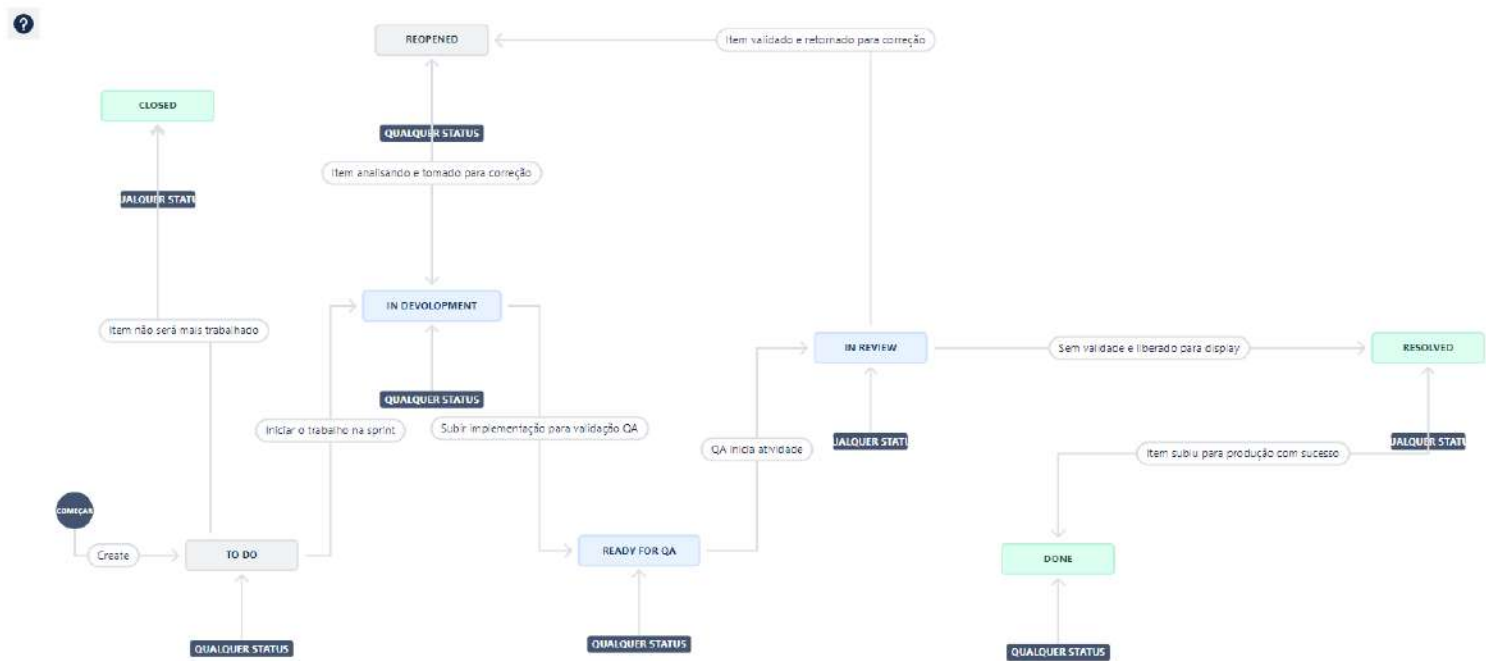 ?
REOPENED
Item validado e retornado para correção
CLOSED
QUALQUER STATUS
Item analisando e tomado para correção
UALQUER STATU
IN DEVOLOPMENT
Item não será mais trabalhado
IN REVIEW
Sem validade e liberado para display
RESOLVED
QUALQUER STATUS
Iniciar o trabalho na sprint
Subir implementação para validação QA
QA inicia atividade
UALQUER STATU
UALQUER STATU
Item subiu para produção com sucesso
COMEÇAR
Create
TO DO
READY FOR QA
DONE
QUALQUER STATUS
QUALQUER STATUS
QUALQUER STATUS